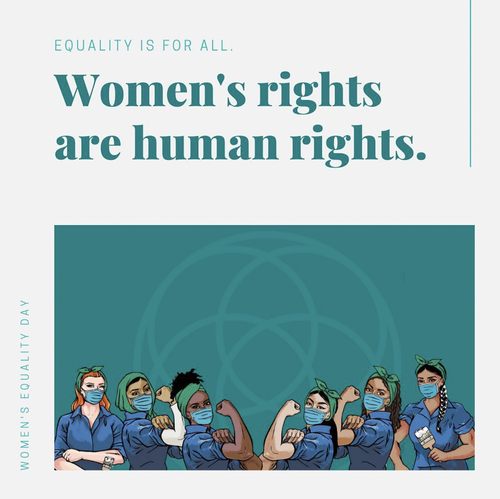 EQUALITY IS FOR ALL.
Women's rights
are human rights.
WOMEN'S EQUALITY DAY